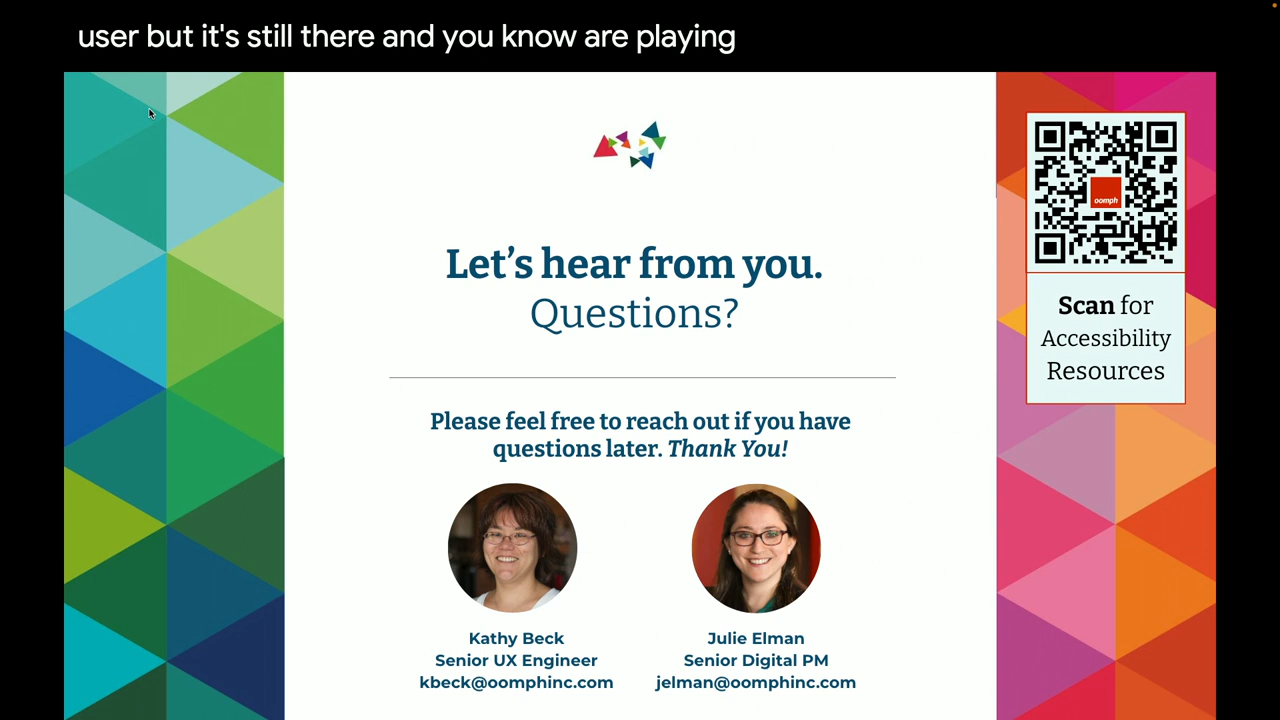 user but it's still there and you know are playing
Let's hear from you.
Questions?
Please feel free to reach out if you have
questions later. Thank You!
Kathy Beck
Senior UX Engineer
kbeck@oomphinc.com
Julie Elman
Senior Digital PM
jelman@oomphinc.com
oomph
Scan for
Accessibility
Resources